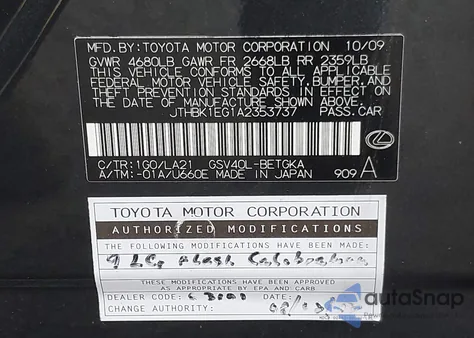 MFD. BY: TOYOTA MOTOR CORPORATION 10/09
GVWR 4680LB GAWR FR 2668LB RR 2359LB
THIS VEHICLE CONFORMS TO ALL APPLICABLE
FEDERAL MOTOR VEHICLE SAFETY, BUMPER, AND
THEFT PREVENTION STANDARDS IN EFFECT ON
THE DATE OF MANUFACTURE SHOWN ABOVE.
JTHBK1EG1A2353737 PASS.CAR
C/TR:1G0/LA21 GSV40L-BETGKA
A/TM:-01A/U660E MADE IN JAPAN 909 A
TOYOTA MOTOR CORPORATION
AUTHORIZED MODIFICATIONS
THE FOLLOWING MODIFICATIONS HAVE BEEN MADE:
9LG Flash Calibration
THESE MODIFICATIONS HAVE BEEN APPROVED
AS APPROPRIATE BY EPA AND CARB
DEALER CODE: DATE:
CHANGE AUTHORITY:
autoSnap